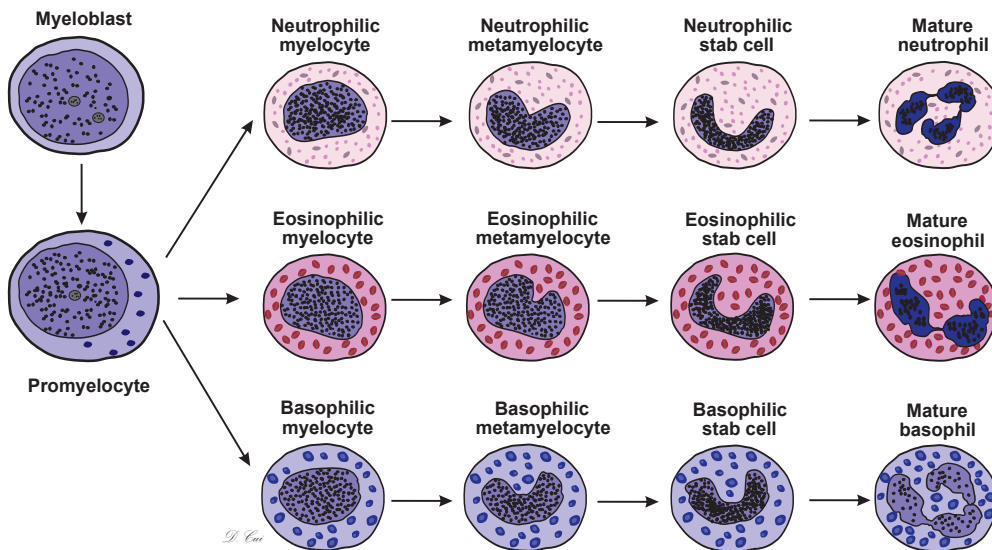 Myeloblast
Neutrophilic
myelocyte
Neutrophilic
metamyelocyte
Neutrophilic
stab cell
Mature
neutrophil
Eosinophilic
myelocyte
Eosinophilic
metamyelocyte
Eosinophilic
stab cell
Mature
eosinophil
Promyelocyte
Basophilic
myelocyte
Basophilic
metamyelocyte
Basophilic
stab cell
Mature
basophil
D. Cui